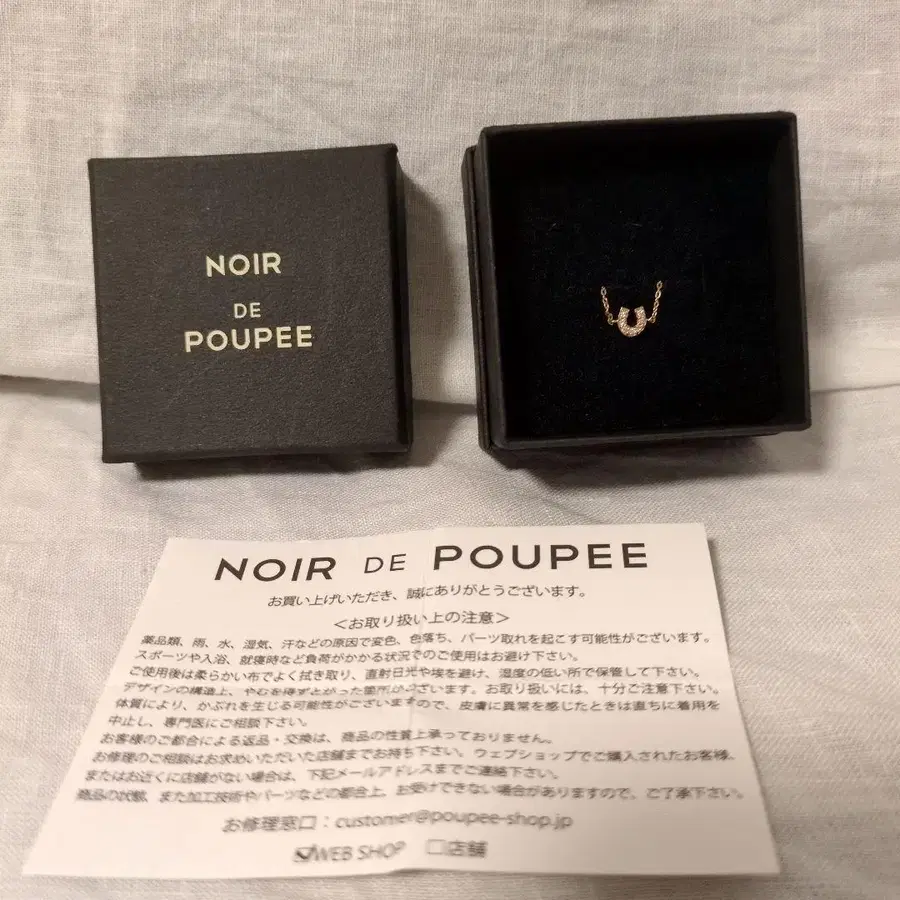 NOIR
DE
POUPEE
NOIR DE POUPEE
お買い上げいただき、誠にありがとうございます。
＜お取り扱い上の注意＞
薬品類、雨、水、湿気、汗などの原因で変色、色落ち、パーツ取れを起こす可能性がございます。
スポーツや入浴、就寝時など負荷がかかる状況でのご使用はお避け下さい。
ご使用後は柔らかい布でよく拭き取り、直射日光や埃を避け、湿度の低い所で保管して下さい。
デザインの構造上、やむを得ずとがった箇所がございます。お取り扱いには、十分ご注意下さい。
体質により、かぶれを生じる可能性がございますので、皮膚に異常を感じたときは直ちに着用を
中止し、専門医にご相談下さい。
お客様のご都合による返品・交換は、商品の性質上承っておりません。
お修理のご相談はお求めいただいた店舗までお持ち下さい。ウェブショップでご購入されたお客様、
またはお近くに店舗がない場合は、下記メールアドレスまでご連絡下さい。
商品の状態、また加工技術やパーツなどの都合上、お受けできない場合がありますので、ご了承下さい。
お修理窓口：customer@poupee-shop.jp
☑WEB SHOP □店舗